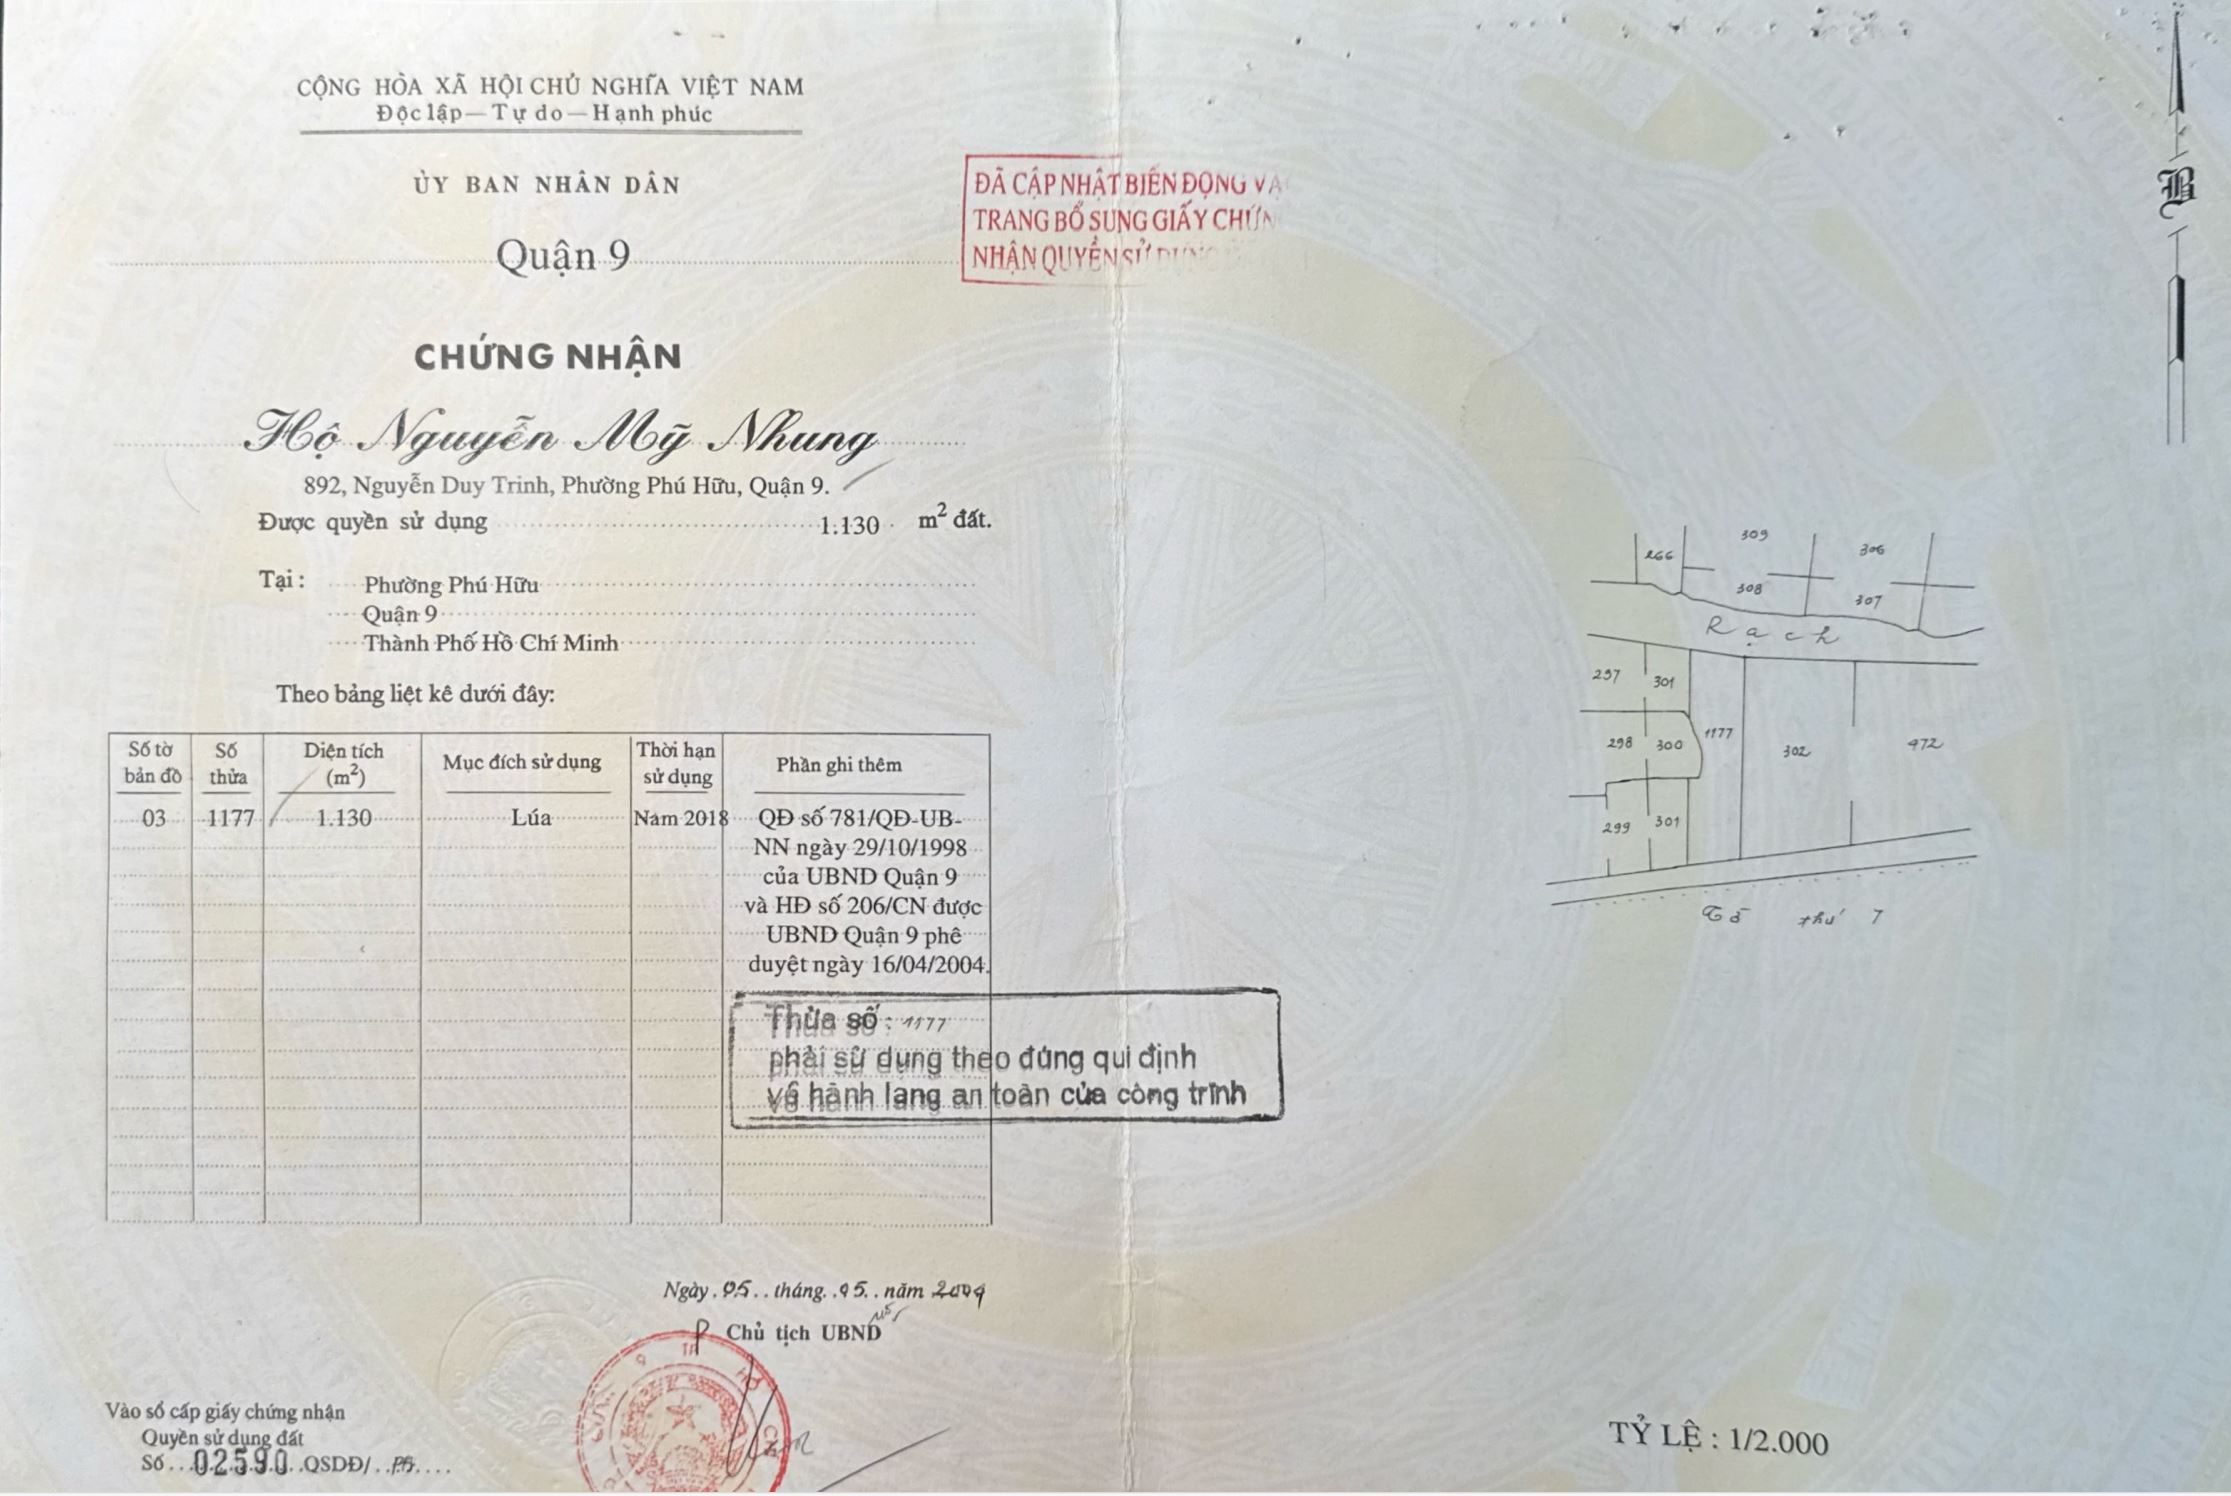 CỘNG HÒA XÃ HỘI CHỦ NGHĨA VIỆT NAM
Độc lập — Tự do — Hạnh phúc
ỦY BAN NHÂN DÂN
Quận 9
ĐÃ CẬP NHẬT BIẾN ĐỘNG
TRANG BỔ SUNG GIẤY CHỨN
NHẬN QUYỀN SỬ DỤNG
B
CHỨNG NHẬN
Hộ Nguyễn Mỹ Nhung
892, Nguyễn Duy Trinh, Phường Phú Hữu, Quận 9.
Được quyền sử dụng 1.130 m² đất.
Tại : Phường Phú Hữu
Quận 9
Thành Phố Hồ Chí Minh
Theo bảng liệt kê dưới đây:
Số tờ bản đồ Số thửa Diện tích (m²) Mục đích sử dụng Thời hạn sử dụng Phần ghi thêm
03 1177 1.130 Lúa Năm 2018 QĐ số 781/QĐ-UB-
NN ngày 29/10/1998
của UBND Quận 9
và HĐ số 206/CN được
UBND Quận 9 phê
duyệt ngày 16/04/2004.
Thửa số : 1177
phải sử dụng theo đúng qui định
về hành lang an toàn của công trình
Ngày 05 tháng 05 năm 2004
Chủ tịch UBND
Vào sổ cấp giấy chứng nhận
Quyền sử dụng đất
Số 02590 QSDĐ/
266 309 306
308 307
Rạch
297 301
298 300 1177 302 972
299 301
Tổ thứ 7
TỶ LỆ : 1/2.000